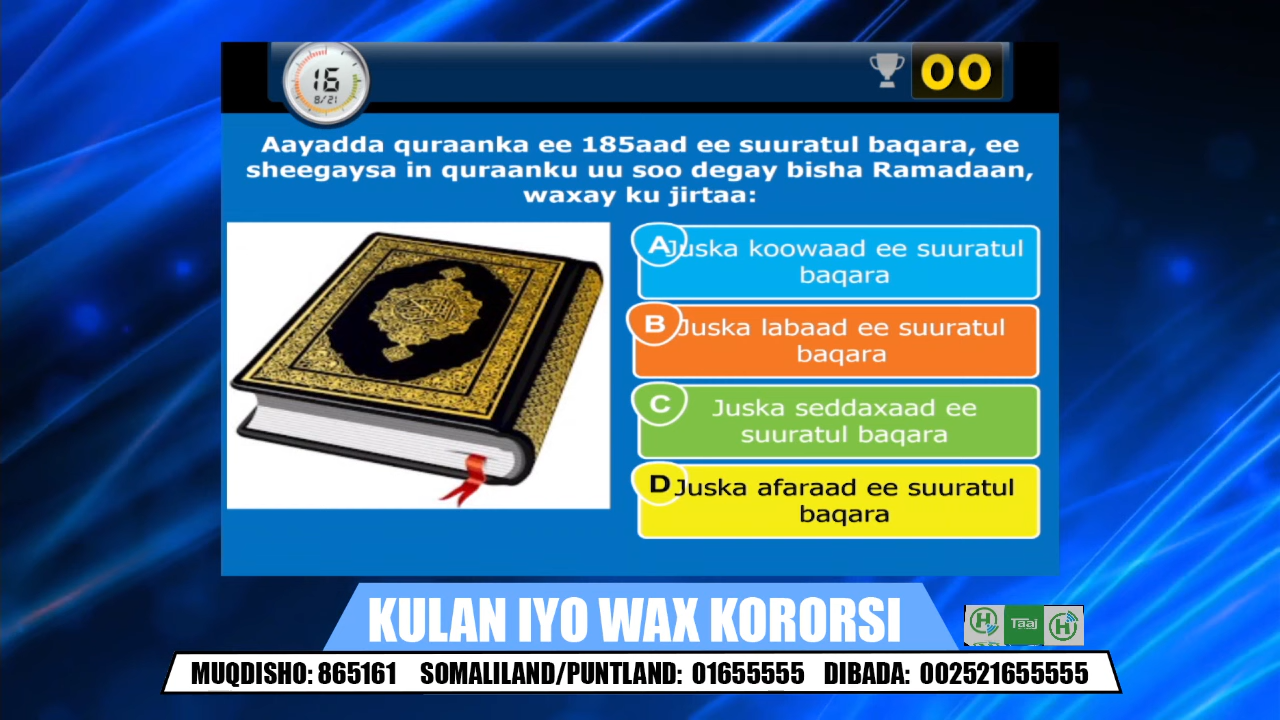 16
8/21
00
Aayadda quraanka ee 185aad ee suuratul baqara, ee
sheegaysa in quraanku uu soo degay bisha Ramadaan,
waxay ku jirtaa:
A
Juska koowaad ee suuratul
baqara
B
Juska labaad ee suuratul
baqara
C
Juska seddaxaad ee
suuratul baqara
D
Juska afaraad ee suuratul
baqara
KULAN IYO WAX KORORSI
H Taaj H
MUQDISHO: 865161 SOMALILAND/PUNTLAND: 01655555 DIBADA: 002521655555